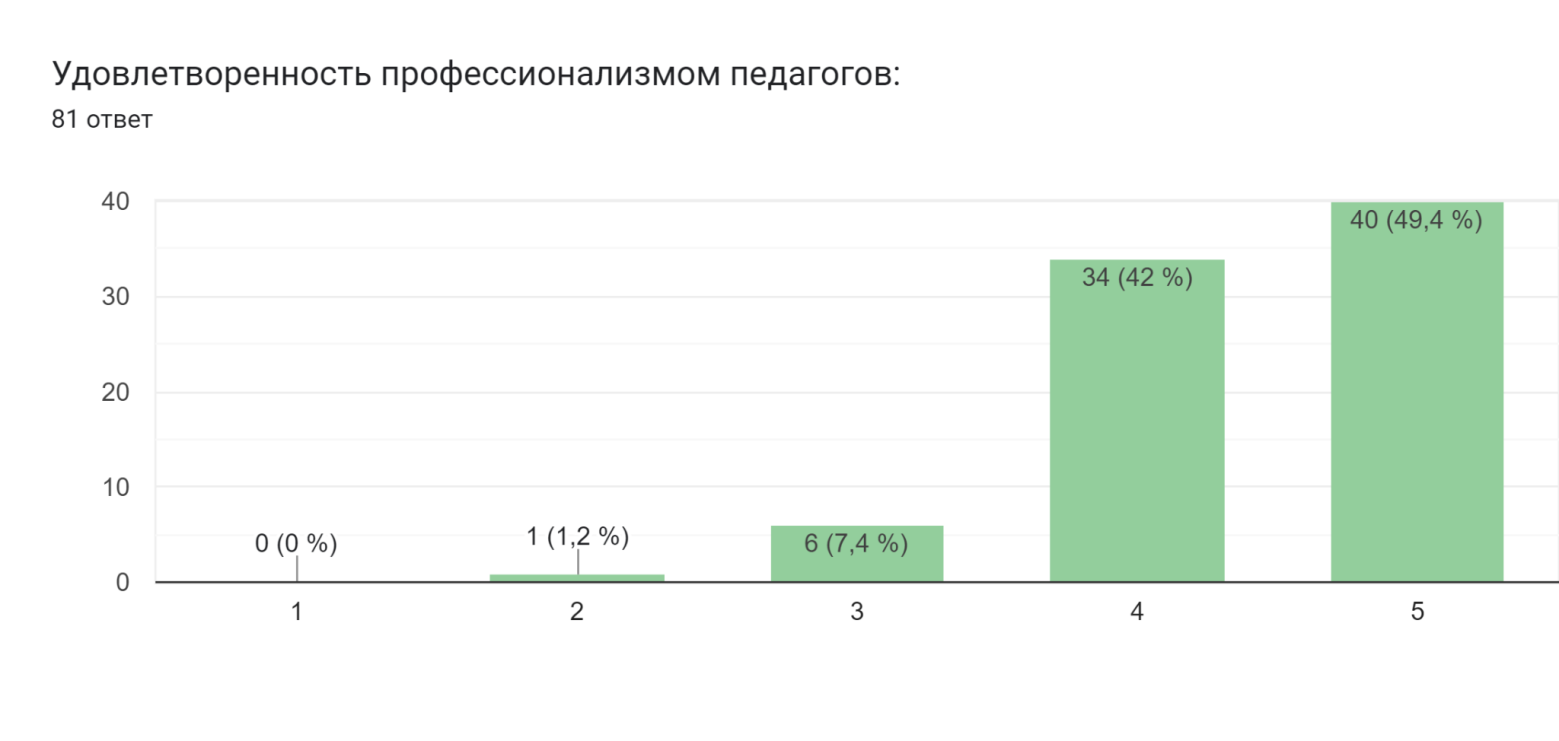 Удовлетворенность профессионализмом педагогов:
81 ответ
40
30
20
10
0
0 (0 %)
1 (1,2 %)
6 (7,4 %)
34 (42 %)
40 (49,4 %)
1
2
3
4
5